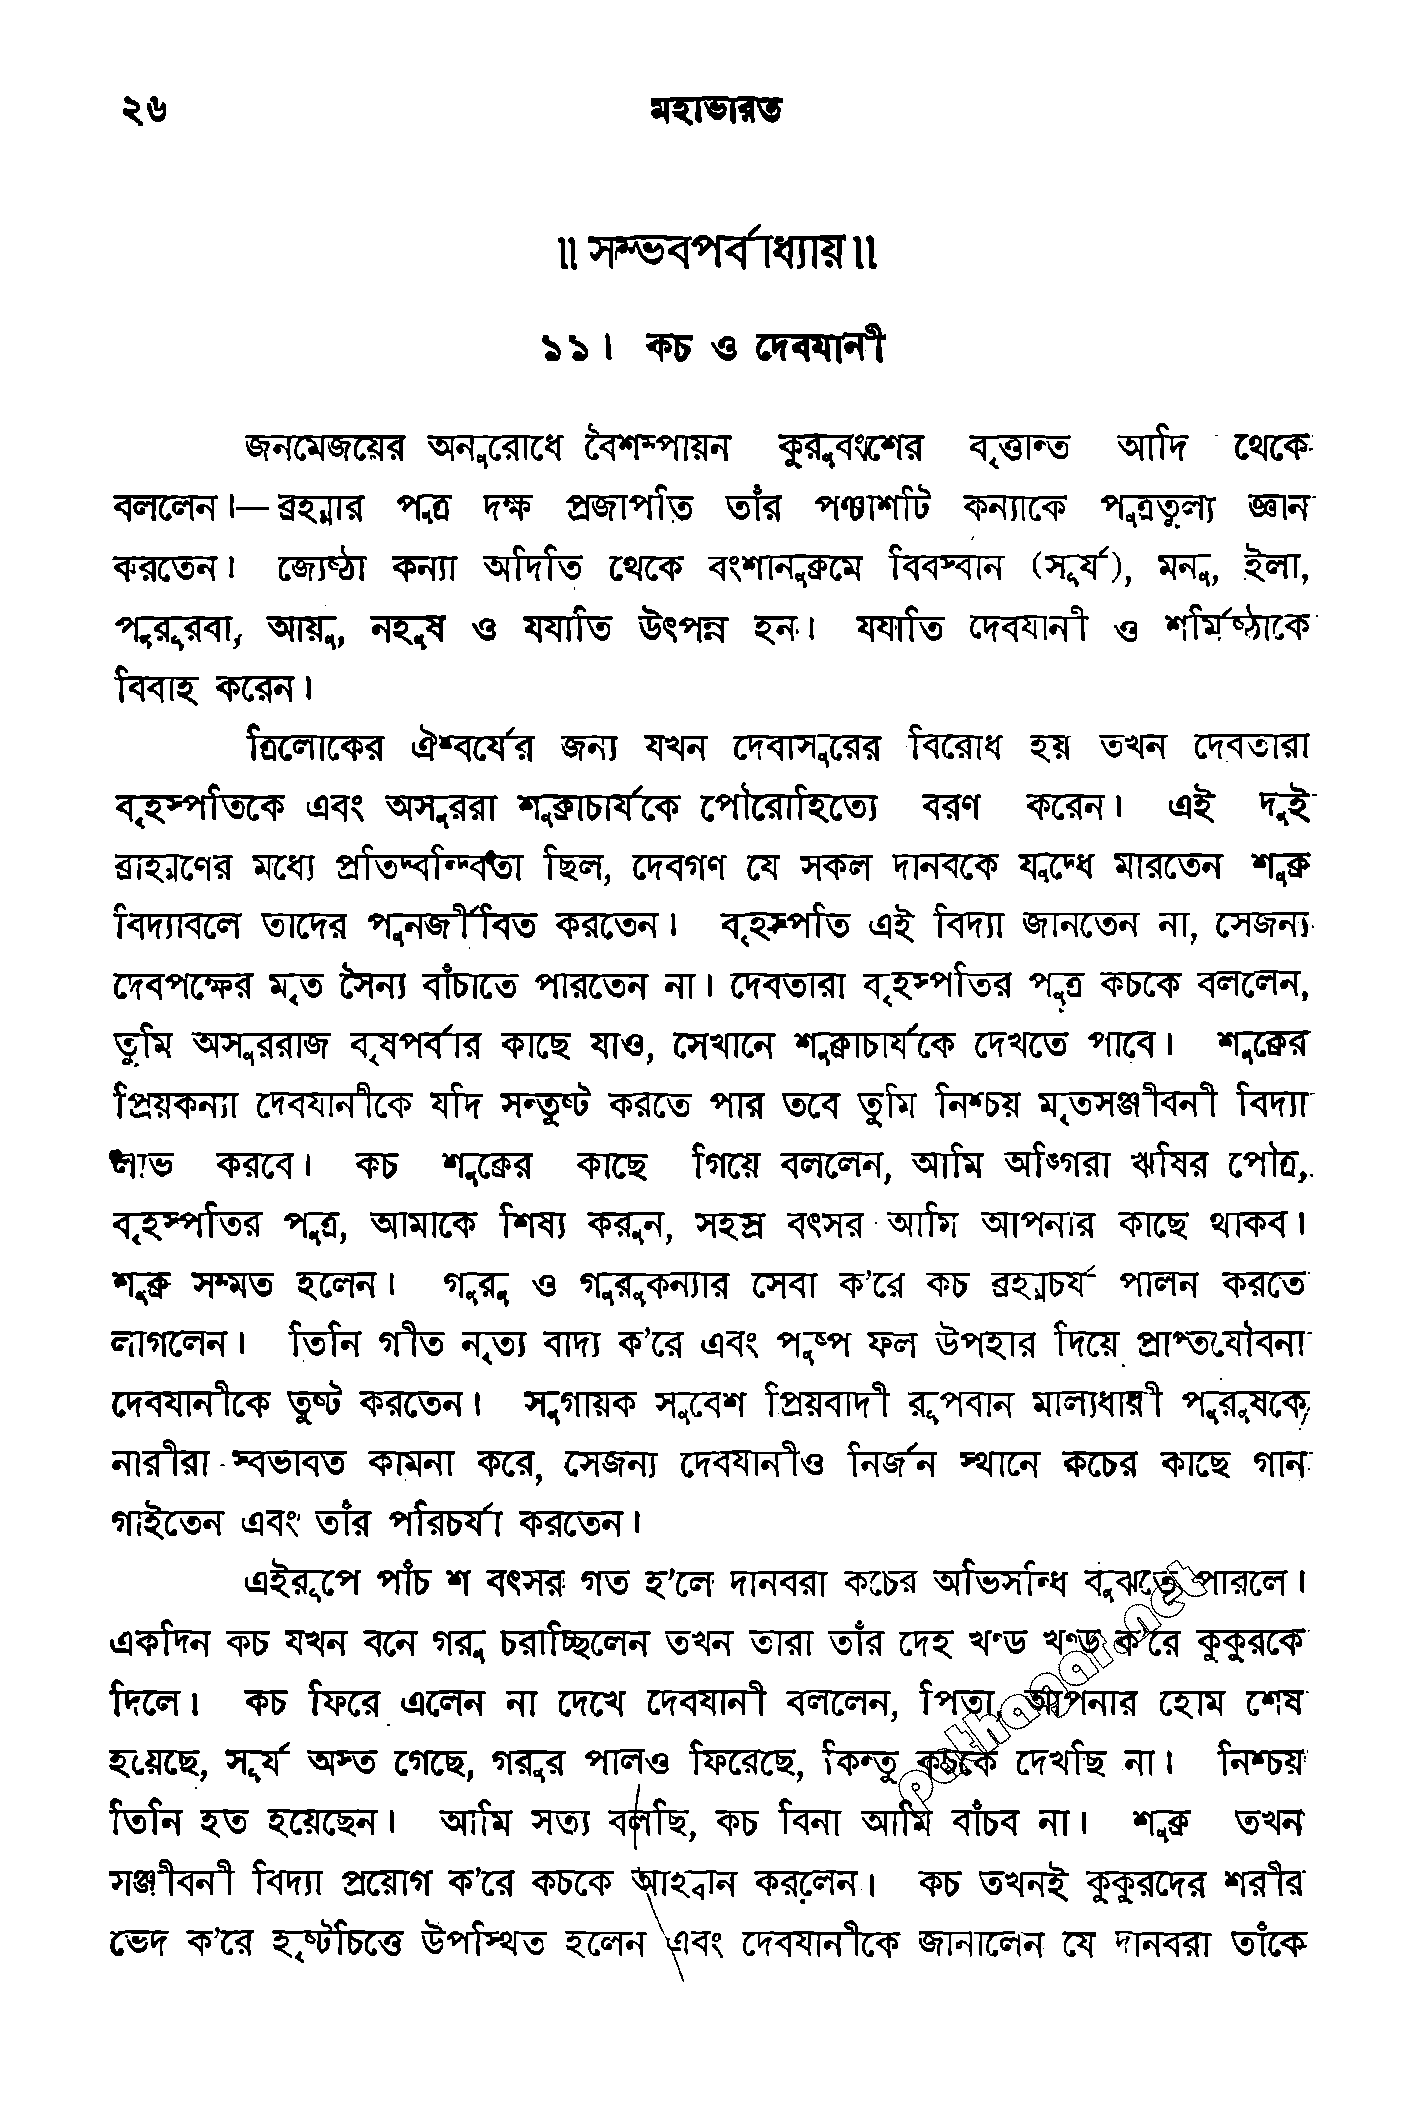 ২৬ মহাভারত
॥ সম্ভবপর্বাধ্যায় ॥
১১। কচ ও দেবযানী
জনমেজয়ের অনুরোধে বৈশম্পায়ন কুরুবংশের বৃত্তান্ত আদি থেকে
বললেন।— ব্রহ্মার পুত্র দক্ষ প্রজাপতি তাঁর পঞ্চাশটি কন্যাকে পুত্রতুল্য জ্ঞান
করতেন। জ্যেষ্ঠা কন্যা অদিতি থেকে বংশানুক্রমে বিবস্বান (সূর্য), মনু, ইলা,
পুরূরবা, আয়ু, নহুষ ও যযাতি উৎপন্ন হন। যযাতি দেবযানী ও শর্মিষ্ঠাকে
বিবাহ করেন।
ত্রিলোকের ঐশ্বর্যের জন্য যখন দেবাসুরের বিরোধ হয় তখন দেবতারা
বৃহস্পতিকে এবং অসুররা শুক্রাচার্যকে পৌরোহিত্যে বরণ করেন। এই দুই
ব্রাহ্মণের মধ্যে প্রতিদ্বন্দ্বিতা ছিল, দেবগণ যে সকল দানবকে যুদ্ধে মারতেন শুক্র
বিদ্যাবলে তাদের পুনর্জীবিত করতেন। বৃহস্পতি এই বিদ্যা জানতেন না, সেজন্য
দেবপক্ষের মৃত সৈন্য বাঁচাতে পারতেন না। দেবতারা বৃহস্পতির পুত্র কচকে বললেন,
তুমি অসুররাজ বৃষপর্বার কাছে যাও, সেখানে শুক্রাচার্যকে দেখতে পাবে। শুক্রের
প্রিয়কন্যা দেবযানীকে যদি সন্তুষ্ট করতে পার তবে তুমি নিশ্চয় মৃতসঞ্জীবনী বিদ্যা
লাভ করবে। কচ শুক্রের কাছে গিয়ে বললেন, আমি অঙ্গিরা ঋষির পৌত্র,
বৃহস্পতির পুত্র, আমাকে শিষ্য করুন, সহস্র বৎসর আমি আপনার কাছে থাকব।
শুক্র সম্মত হলেন। গুরু ও গুরুকন্যার সেবা ক'রে কচ ব্রহ্মচর্য পালন করতে
লাগলেন। তিনি গীত নৃত্য বাদ্য ক'রে এবং পুষ্প ফল উপহার দিয়ে প্রাপ্তযৌবনা
দেবযানীকে তুষ্ট করতেন। সুগায়ক সুবেশ প্রিয়বাদী রূপবান মাল্যধারী পুরুষকে
নারীরা স্বভাবত কামনা করে, সেজন্য দেবযানীও নির্জন স্থানে কচের কাছে গান
গাইতেন এবং তাঁর পরিচর্যা করতেন।
এইরূপে পাঁচ শ বৎসর গত হ'লে দানবরা কচের অভিসন্ধি বুঝতে পারলে।
একদিন কচ যখন বনে গরু চরাচ্ছিলেন তখন তারা তাঁর দেহ খণ্ড খণ্ড ক'রে কুকুরকে
দিলে। কচ ফিরে এলেন না দেখে দেবযানী বললেন, পিতা, আপনার হোম শেষ
হয়েছে, সূর্য অস্ত গেছে, গরুর পালও ফিরেছে, কিন্তু কচকে দেখছি না। নিশ্চয়
তিনি হত হয়েছেন। আমি সত্য বলছি, কচ বিনা আমি বাঁচব না। শুক্র তখন
সঞ্জীবনী বিদ্যা প্রয়োগ ক'রে কচকে আহ্বান করলেন। কচ তখনই কুকুরদের শরীর
ভেদ ক'রে হৃষ্টচিত্তে উপস্থিত হলেন এবং দেবযানীকে জানালেন যে দানবরা তাঁকে
pathagar.net